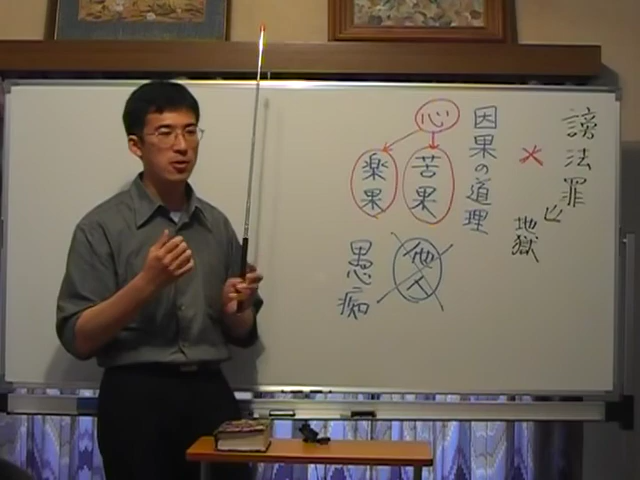 謗法罪
地獄
因果の道理
心
苦果
楽果
他人
愚痴